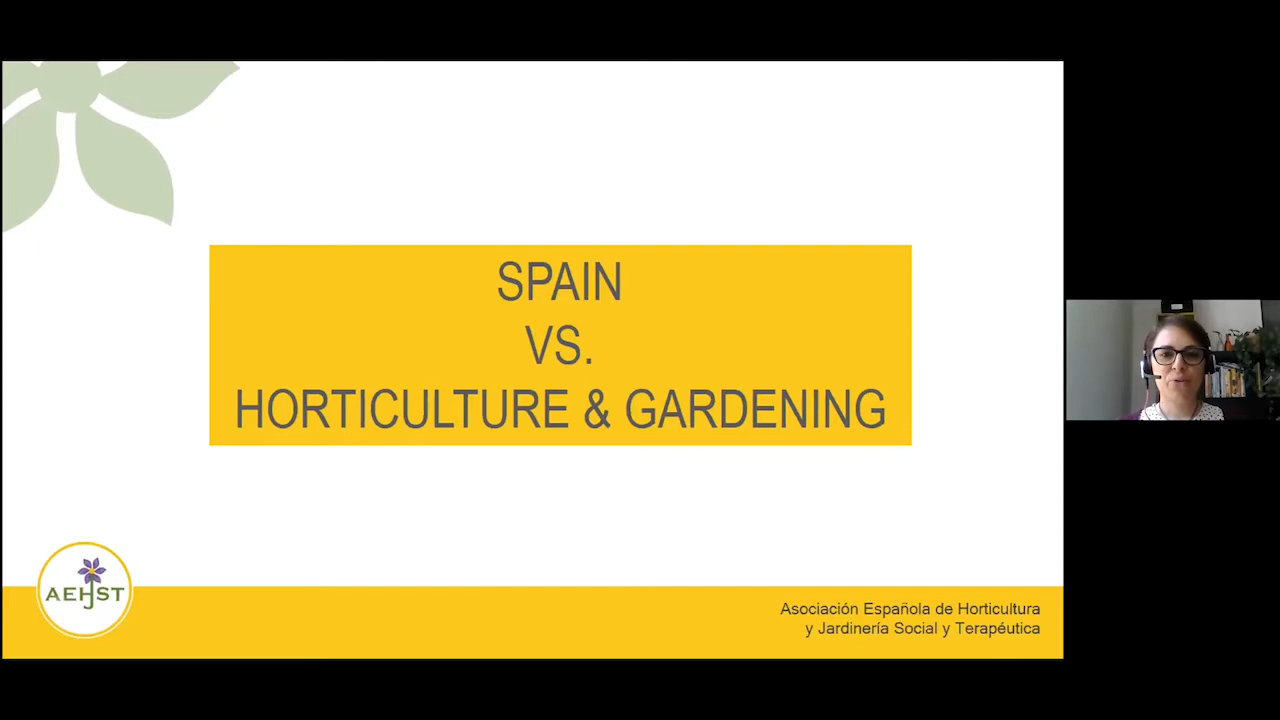 SPAIN
VS.
HORTICULTURE & GARDENING
AEHJST
Asociación Española de Horticultura
y Jardinería Social y Terapéutica